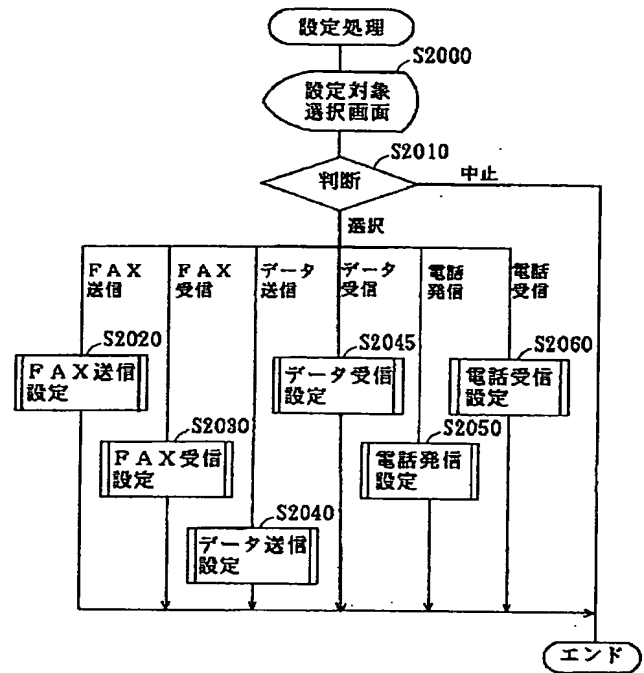 設定処理
S2000
設定対象
選択画面
S2010
判断
中止
選択
FAX
送信
FAX
受信
データ
送信
データ
受信
電話
発信
電話
受信
S2020
FAX送信
設定
S2045
データ受信
設定
S2060
電話受信
設定
S2030
FAX受信
設定
S2050
電話発信
設定
S2040
データ送信
設定
エンド